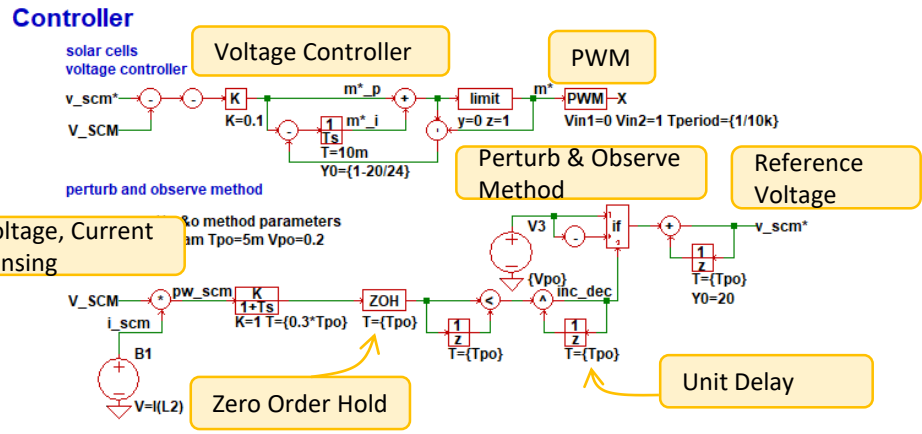 Controller
solar cells
voltage controller
Voltage Controller
PWM
v_scm*
-
-
K
m*_p
+
limit
m*
PWM
X
K=0.1
y=0 z=1
Vin1=0 Vin2=1 Tperiod={1/10k}
V_SCM
-
1
Ts
m*_i
-
T=10m
Y0={1-20/24}
Perturb & Observe
Method
Reference
Voltage
perturb and observe method
&o method parameters
am Tpo=5m Vpo=0.2
oltage, Current
nsing
V3
-
if
+
v_scm*
{Vpo}
1
z
T={Tpo}
Y0=20
V_SCM
*
pw_scm
K
1+Ts
ZOH
<
^
inc_dec
i_scm
K=1 T={0.3*Tpo}
T={Tpo}
1
z
T={Tpo}
1
z
T={Tpo}
B1
V=I(L2)
Zero Order Hold
Unit Delay